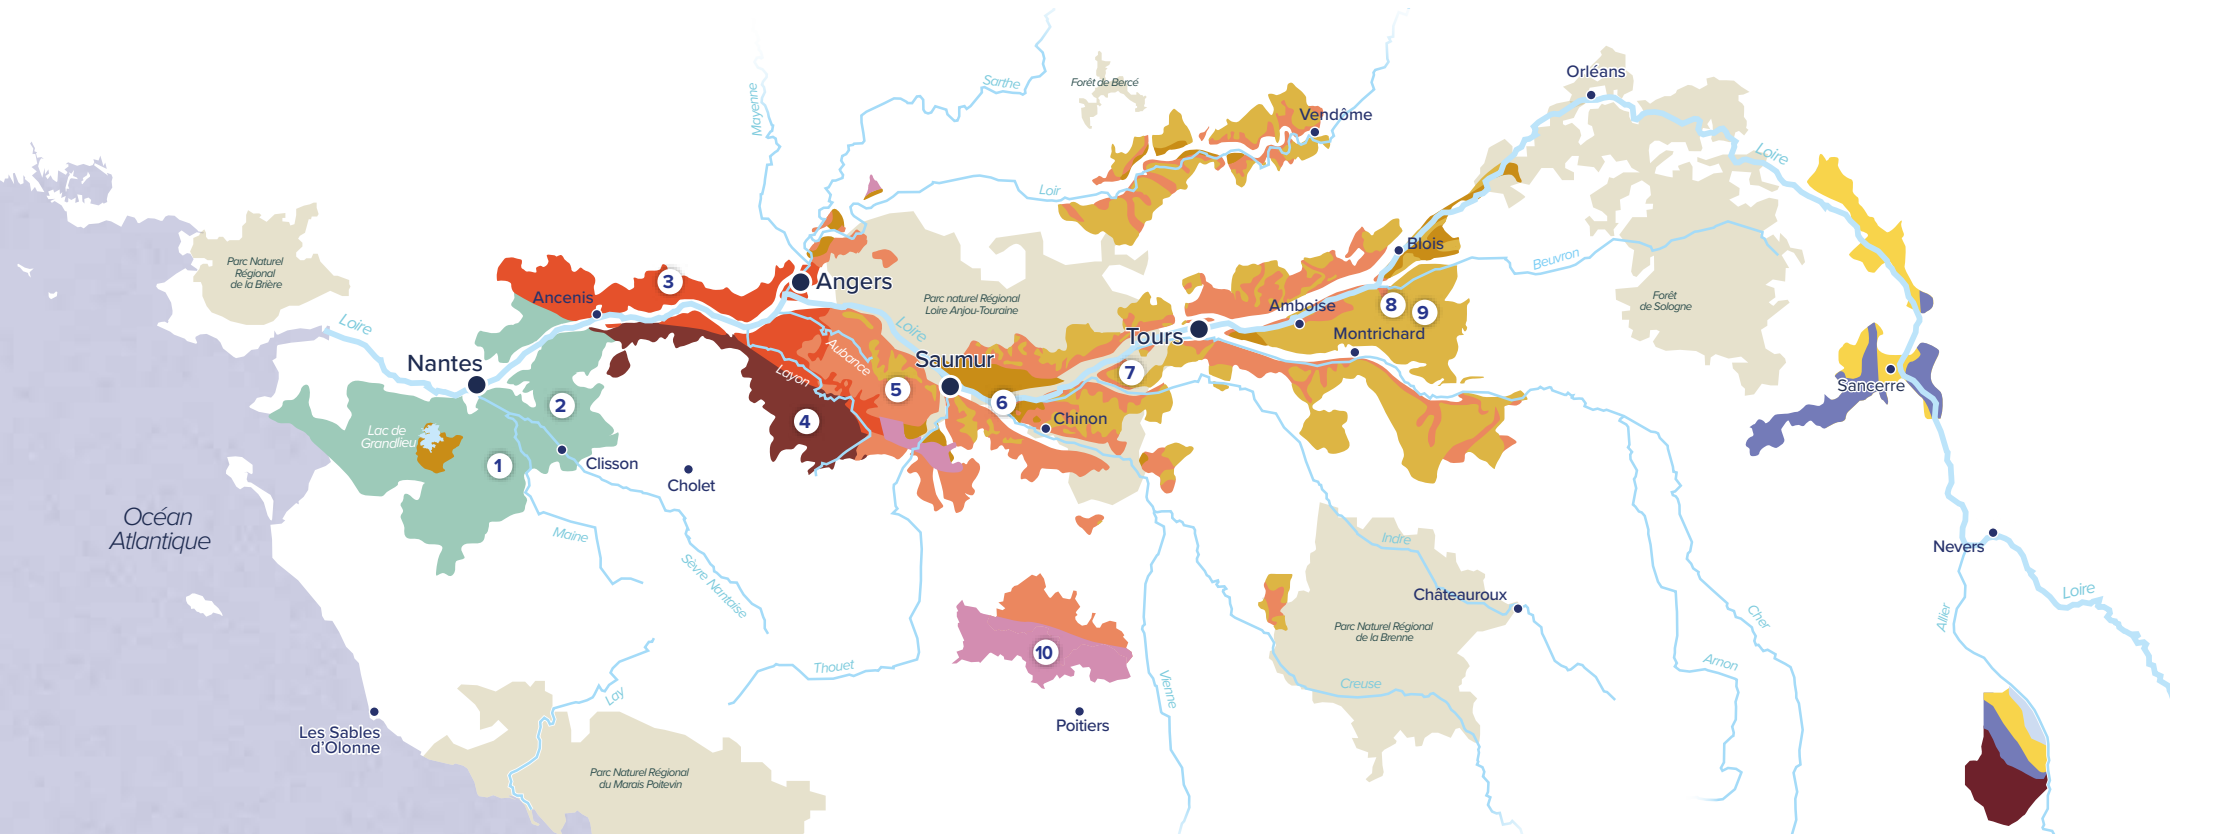 Orléans
Forêt de Bercé
Sarthe
Mayenne
Vendôme
Loire
Loir
Blois
Beuvron
Parc Naturel
Régional
de la Brière
Ancenis
3
Angers
Parc naturel Régional
Loire Anjou-Touraine
Forêt
de Sologne
Loire
Loire
Amboise
8
9
Montrichard
Tours
Nantes
Aubance
Saumur
Layon
7
Sancerre
5
6
2
4
Chinon
Lac de
Grandlieu
1
Clisson
Cholet
Océan
Atlantique
Maine
Sèvre Nantaise
Indre
Nevers
Châteauroux
Loire
Allier
Cher
Parc Naturel Régional
de la Brenne
10
Thouet
Arnon
Creuse
Vienne
Lay
Poitiers
Les Sables
d'Olonne
Parc Naturel Régional
du Marais Poitevin